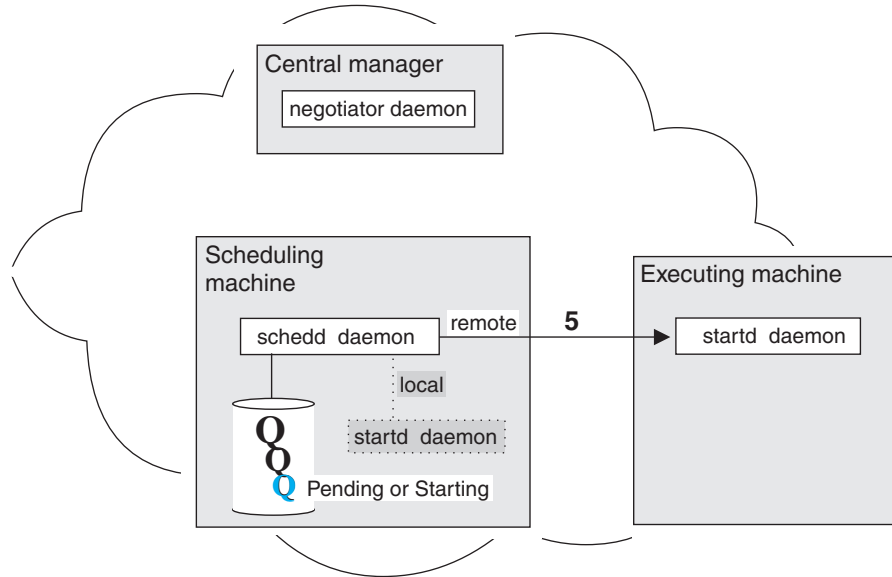 Central manager
negotiator daemon
Scheduling
machine
Executing machine
schedd daemon
remote
5
startd daemon
local
startd daemon
Q
Q
Q
Pending or Starting